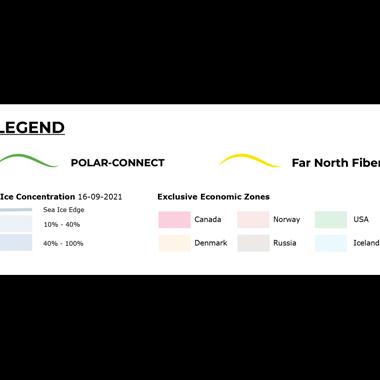 LEGEND
POLAR-CONNECT
Far North Fiber
Ice Concentration 16-09-2021
Exclusive Economic Zones
Sea Ice Edge
10% - 40%
40% - 100%
Canada
Norway
USA
Denmark
Russia
Iceland